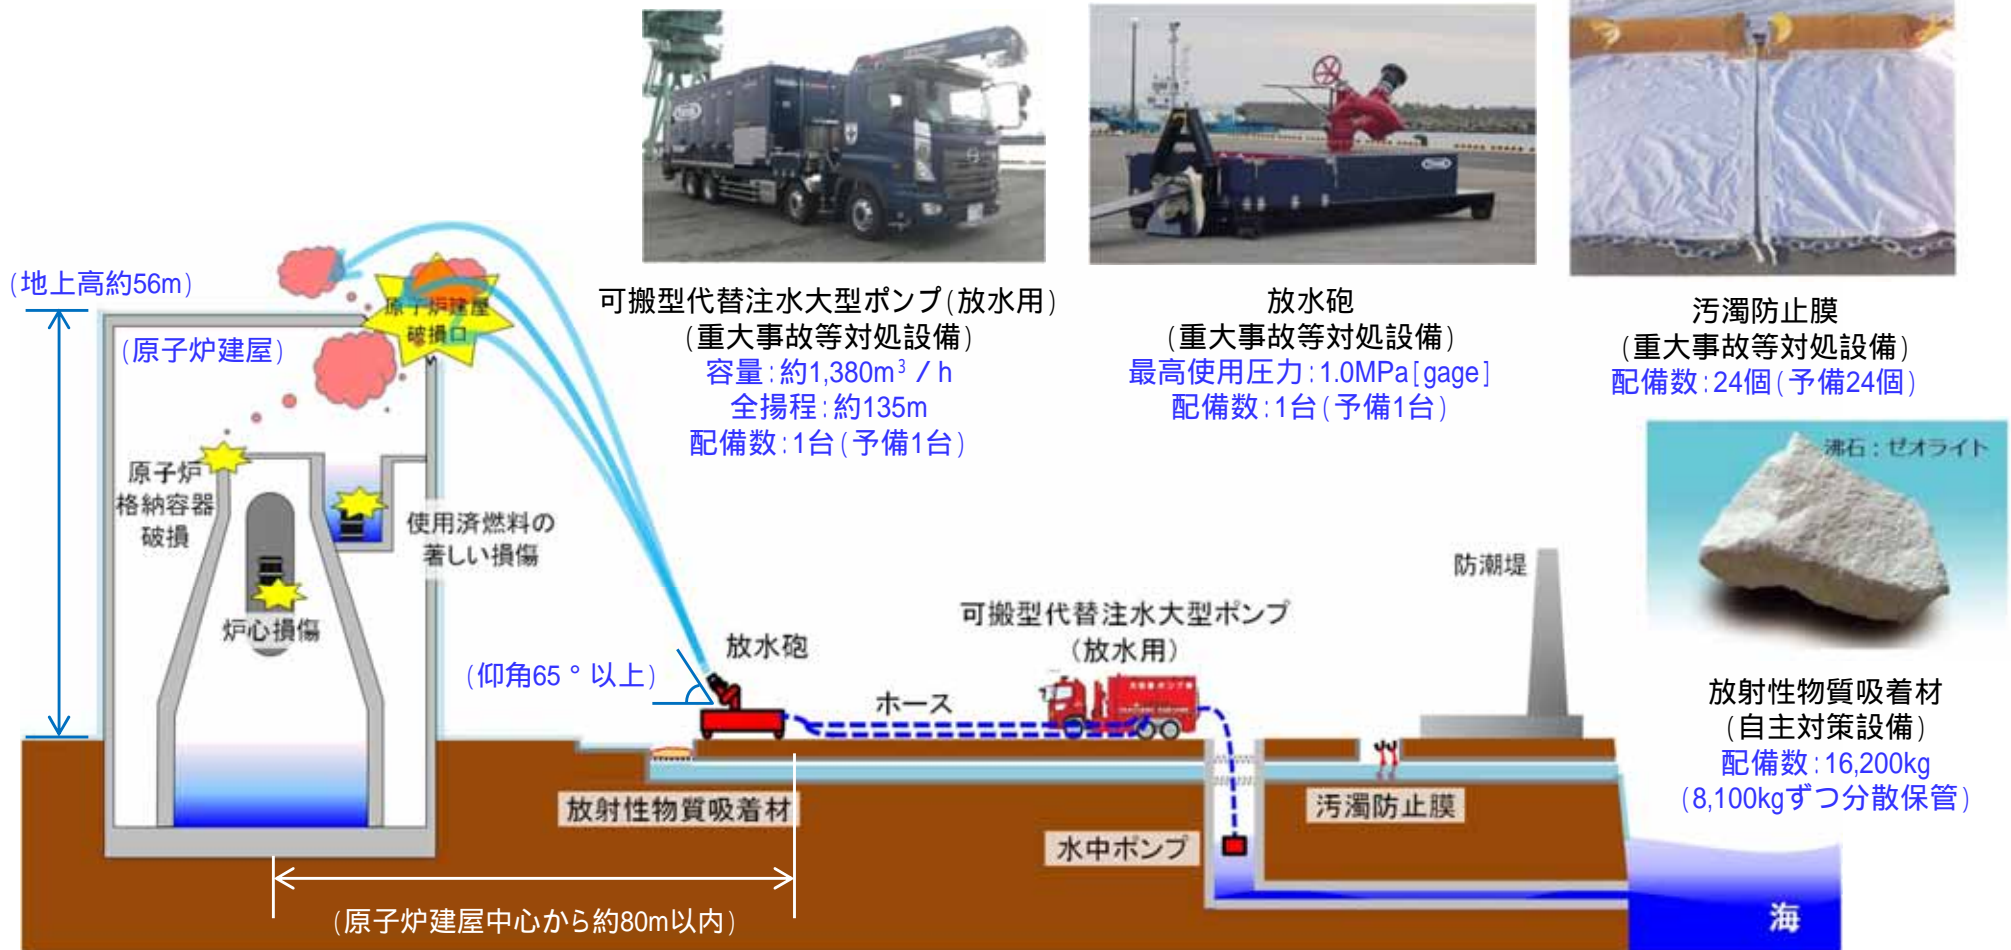 可搬型代替注水大型ポンプ(放水用)
(重大事故等対処設備)
容量:約1,380m³/h
全揚程:約135m
配備数:1台(予備1台)
放水砲
(重大事故等対処設備)
最高使用圧力:1.0MPa[gage]
配備数:1台(予備1台)
汚濁防止膜
(重大事故等対処設備)
配備数:24個(予備24個)
沸石:ゼオライト
放射性物質吸着材
(自主対策設備)
配備数:16,200kg
(8,100kgずつ分散保管)
(地上高約56m)
(原子炉建屋)
原子炉建屋
破損口
原子炉
格納容器
破損
使用済燃料の
著しい損傷
炉心損傷
(仰角65°以上)
放水砲
ホース
可搬型代替注水大型ポンプ
(放水用)
防潮堤
放射性物質吸着材
水中ポンプ
汚濁防止膜
(原子炉建屋中心から約80m以内)
海